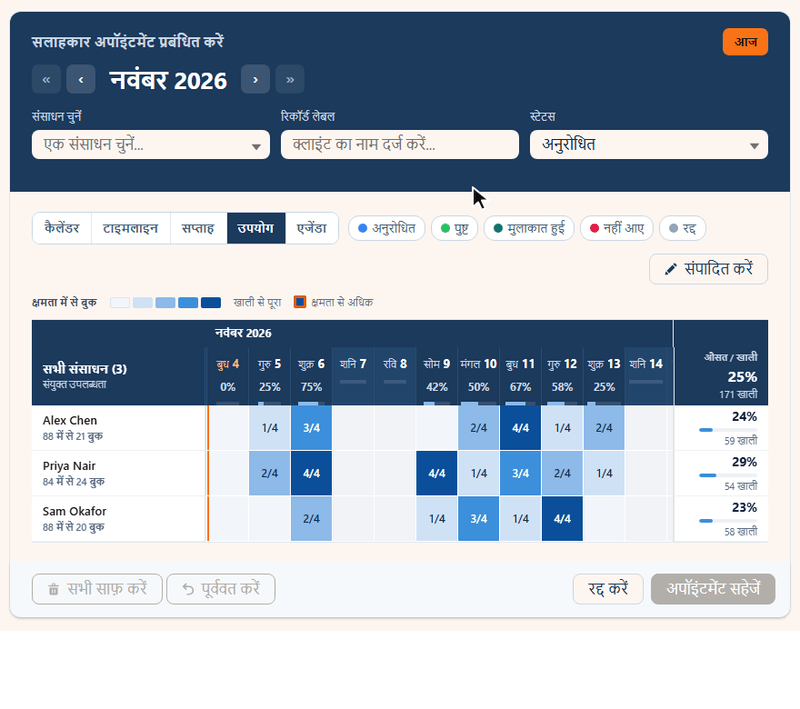 सलाहकार अपॉइंटमेंट प्रबंधित करें
आज
« ‹ नवंबर 2026 › »
संसाधन चुनें
रिकॉर्ड लेबल
स्टेटस
एक संसाधन चुनें...
क्लाइंट का नाम दर्ज करें...
अनुरोधित
कैलेंडर टाइमलाइन सप्ताह उपयोग एजेंडा
अनुरोधित पुष्ट मुलाकात हुई नहीं आए रद्द
संपादित करें
क्षमता में से बुक खाली से पूरा क्षमता से अधिक
नवंबर 2026
सभी संसाधन (3)
संयुक्त उपलब्धता
बुध 4 गुरु 5 शुक्र 6 शनि 7 रवि 8 सोम 9 मंगल 10 बुध 11 गुरु 12 शुक्र 13 शनि 14
0% 25% 75% 42% 50% 67% 58% 25%
औसत / खाली
25%
171 खाली
Alex Chen
88 में से 21 बुक
1/4 3/4 2/4 4/4 1/4 2/4
24%
59 खाली
Priya Nair
84 में से 24 बुक
2/4 4/4 4/4 1/4 3/4 2/4 1/4
29%
54 खाली
Sam Okafor
88 में से 20 बुक
2/4 1/4 3/4 1/4 4/4
23%
58 खाली
सभी साफ़ करें
पूर्ववत करें
रद्द करें
अपॉइंटमेंट सहेजें